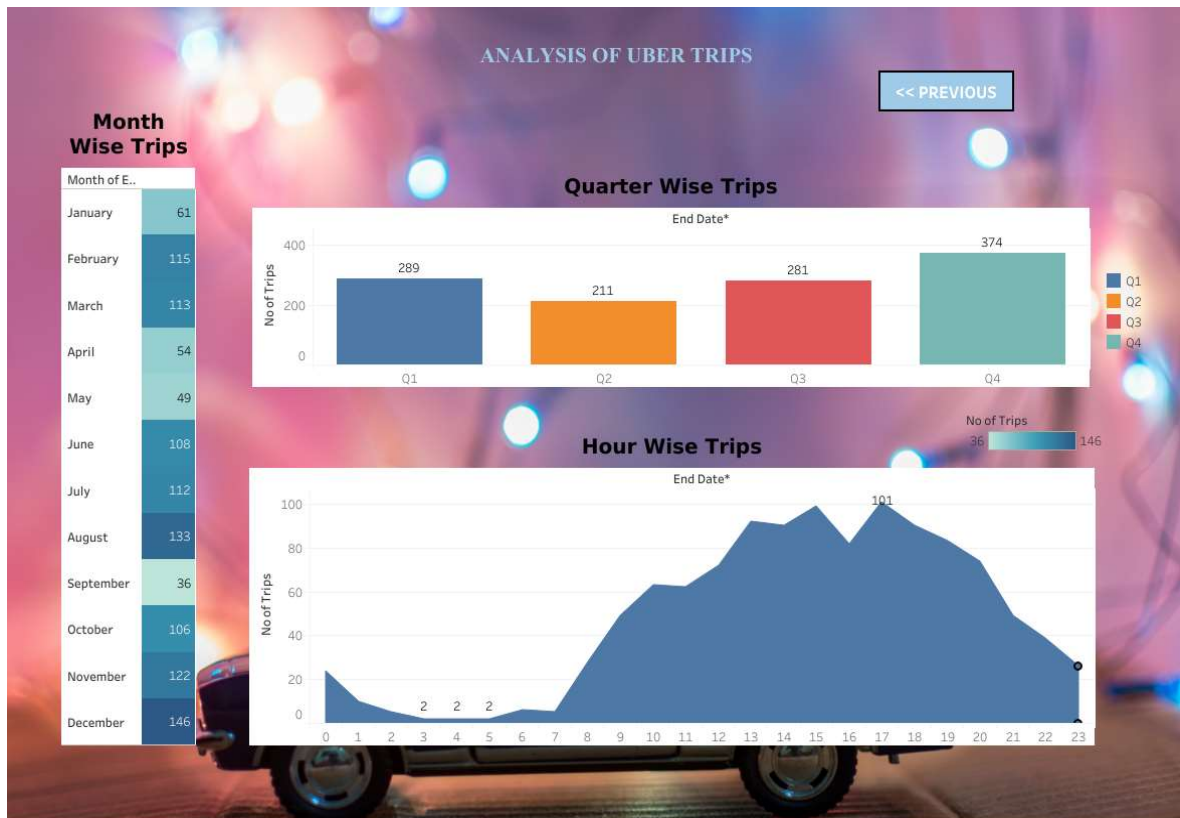 ANALYSIS OF UBER TRIPS
<< PREVIOUS
Month
Wise Trips
Month of E..
January 61
February 115
March 113
April 54
May 49
June 108
July 112
August 133
September 36
October 106
November 122
December 146
Quarter Wise Trips
End Date*
No of Trips
400
200
0
289
211
281
374
Q1
Q2
Q3
Q4
Q1
Q2
Q3
Q4
No of Trips
36 146
Hour Wise Trips
End Date*
No of Trips
100
80
60
40
20
0
2 2 2
101
0 1 2 3 4 5 6 7 8 9 10 11 12 13 14 15 16 17 18 19 20 21 22 23